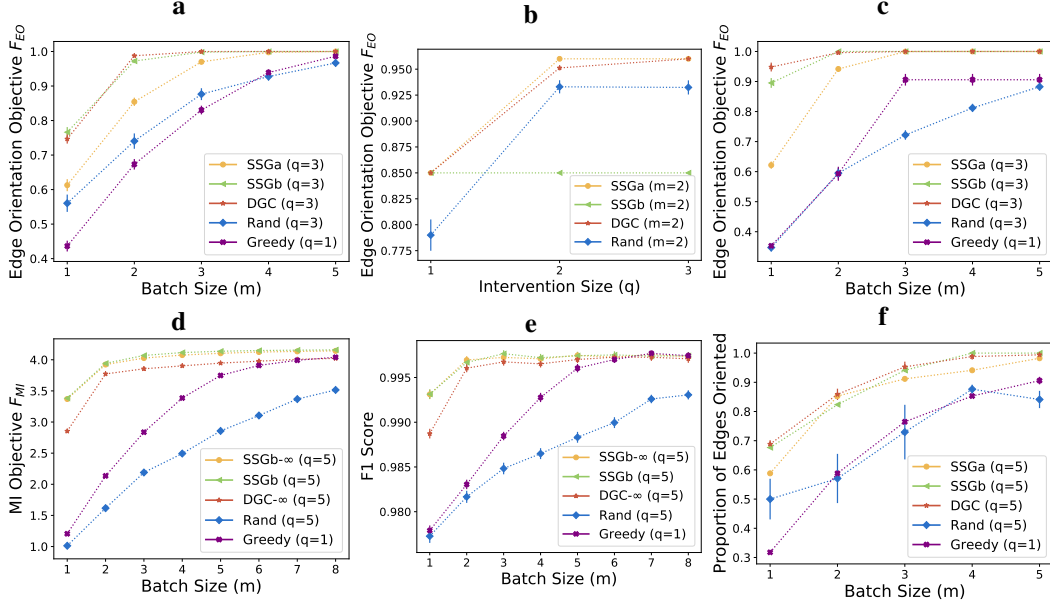 a
Edge Orientation Objective F_EO
1.0
0.9
0.8
0.7
0.6
0.5
0.4
SSGa (q=3)
SSGb (q=3)
DGC (q=3)
Rand (q=3)
Greedy (q=1)
1 2 3 4 5
Batch Size (m)
b
Edge Orientation Objective F_EO
0.950
0.925
0.900
0.875
0.850
0.825
0.800
0.775
SSGa (m=2)
SSGb (m=2)
DGC (m=2)
Rand (m=2)
1 2 3
Intervention Size (q)
c
Edge Orientation Objective F_EO
1.0
0.9
0.8
0.7
0.6
0.5
0.4
SSGa (q=3)
SSGb (q=3)
DGC (q=3)
Rand (q=3)
Greedy (q=1)
1 2 3 4 5
Batch Size (m)
d
MI Objective F_MI
4.0
3.5
3.0
2.5
2.0
1.5
1.0
SSGb-∞ (q=5)
SSGb (q=5)
DGC-∞ (q=5)
Rand (q=5)
Greedy (q=1)
1 2 3 4 5 6 7 8
Batch Size (m)
e
F1 Score
0.995
0.990
0.985
0.980
SSGb-∞ (q=5)
SSGb (q=5)
DGC-∞ (q=5)
Rand (q=5)
Greedy (q=1)
1 2 3 4 5 6 7 8
Batch Size (m)
f
Proportion of Edges Oriented
1.0
0.9
0.8
0.7
0.6
0.5
0.4
0.3
SSGa (q=5)
SSGb (q=5)
DGC (q=5)
Rand (q=5)
Greedy (q=1)
1 2 3 4 5
Batch Size (m)